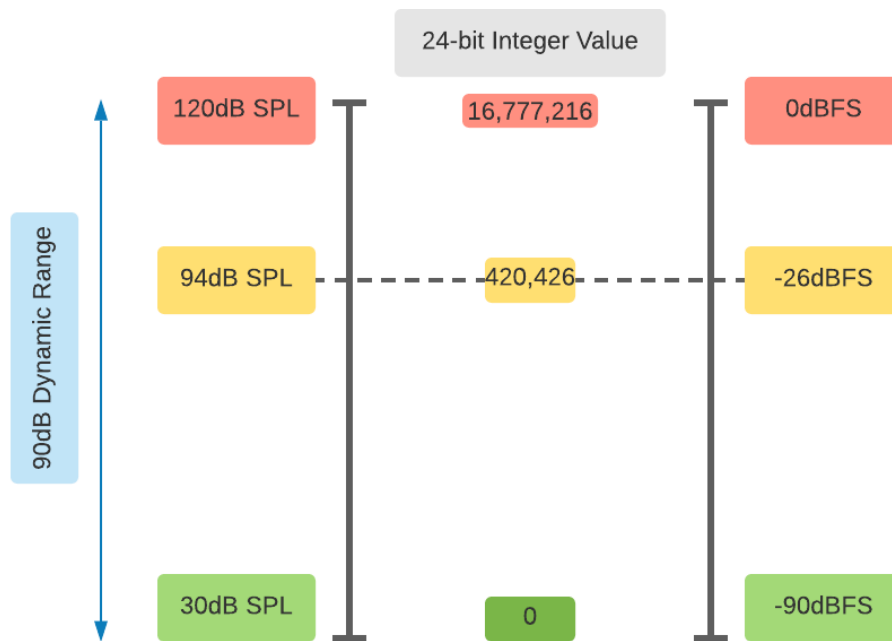 24-bit Integer Value
120dB SPL
16,777,216
0dBFS
90dB Dynamic Range
94dB SPL
420,426
-26dBFS
30dB SPL
0
-90dBFS